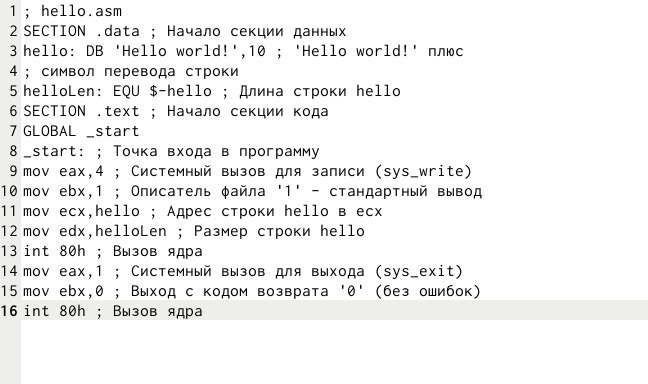 1 ; hello.asm
2 SECTION .data ; Начало секции данных
3 hello: DB 'Hello world!',10 ; 'Hello world!' плюс
4 ; символ перевода строки
5 helloLen: EQU $-hello ; Длина строки hello
6 SECTION .text ; Начало секции кода
7 GLOBAL _start
8 _start: ; Точка входа в программу
9 mov eax,4 ; Системный вызов для записи (sys_write)
10 mov ebx,1 ; Описатель файла '1' - стандартный вывод
11 mov ecx,hello ; Адрес строки hello в ecx
12 mov edx,helloLen ; Размер строки hello
13 int 80h ; Вызов ядра
14 mov eax,1 ; Системный вызов для выхода (sys_exit)
15 mov ebx,0 ; Выход с кодом возврата '0' (без ошибок)
16 int 80h ; Вызов ядра